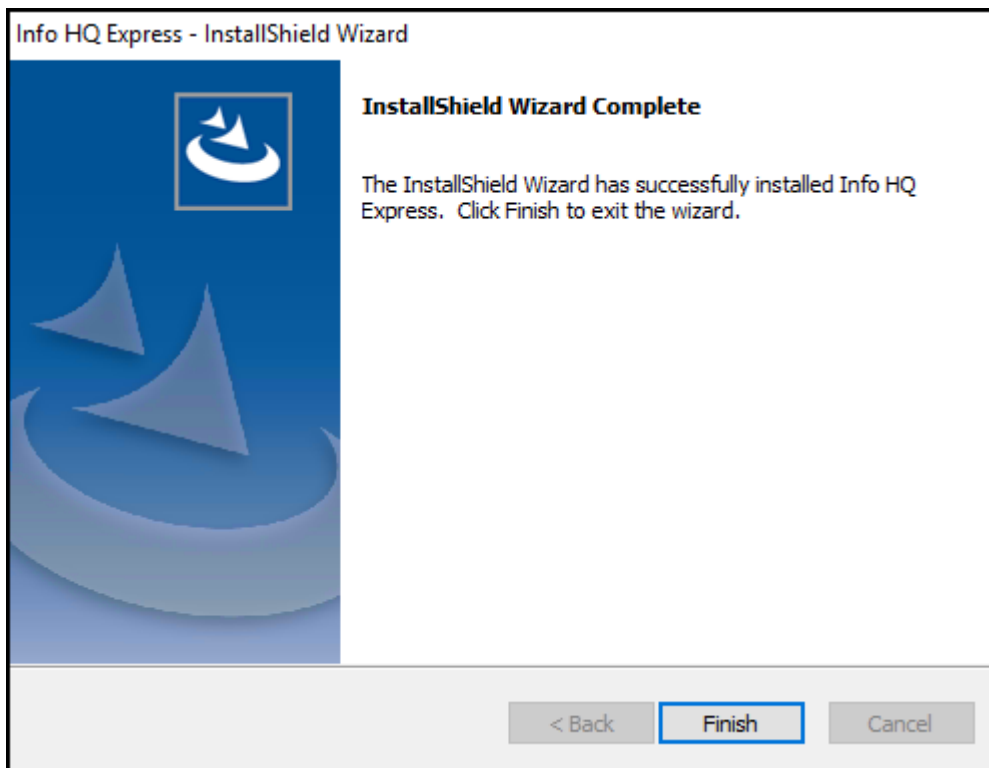 Info HQ Express - InstallShield Wizard
InstallShield Wizard Complete
The InstallShield Wizard has successfully installed Info HQ
Express.  Click Finish to exit the wizard.
< Back
Finish
Cancel